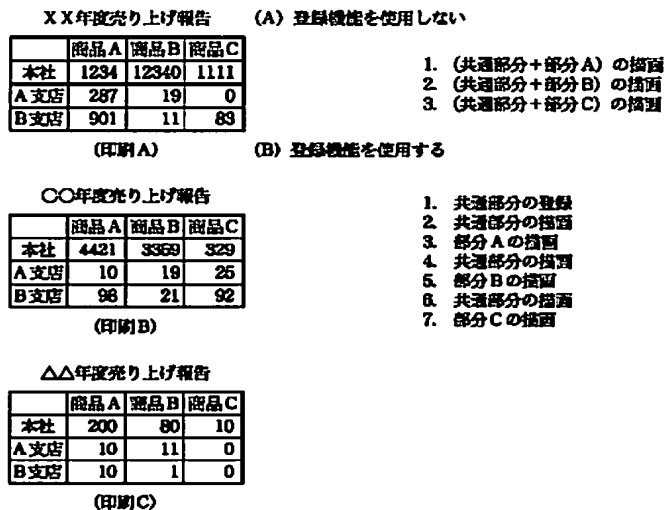 XX年度売り上げ報告
商品A 商品B 商品C
本社 1234 12340 1111
A支店 287 19 0
B支店 901 11 83
(印刷A)
○○年度売り上げ報告
商品A 商品B 商品C
本社 4421 3359 329
A支店 10 19 25
B支店 98 21 92
(印刷B)
△△年度売り上げ報告
商品A 商品B 商品C
本社 200 80 10
A支店 10 11 0
B支店 10 1 0
(印刷C)
(A) 登録機能を使用しない
1. (共通部分+部分A) の描画
2. (共通部分+部分B) の描画
3. (共通部分+部分C) の描画
(B) 登録機能を使用する
1. 共通部分の登録
2. 共通部分の描画
3. 部分Aの描画
4. 共通部分の描画
5. 部分Bの描画
6. 共通部分の描画
7. 部分Cの描画